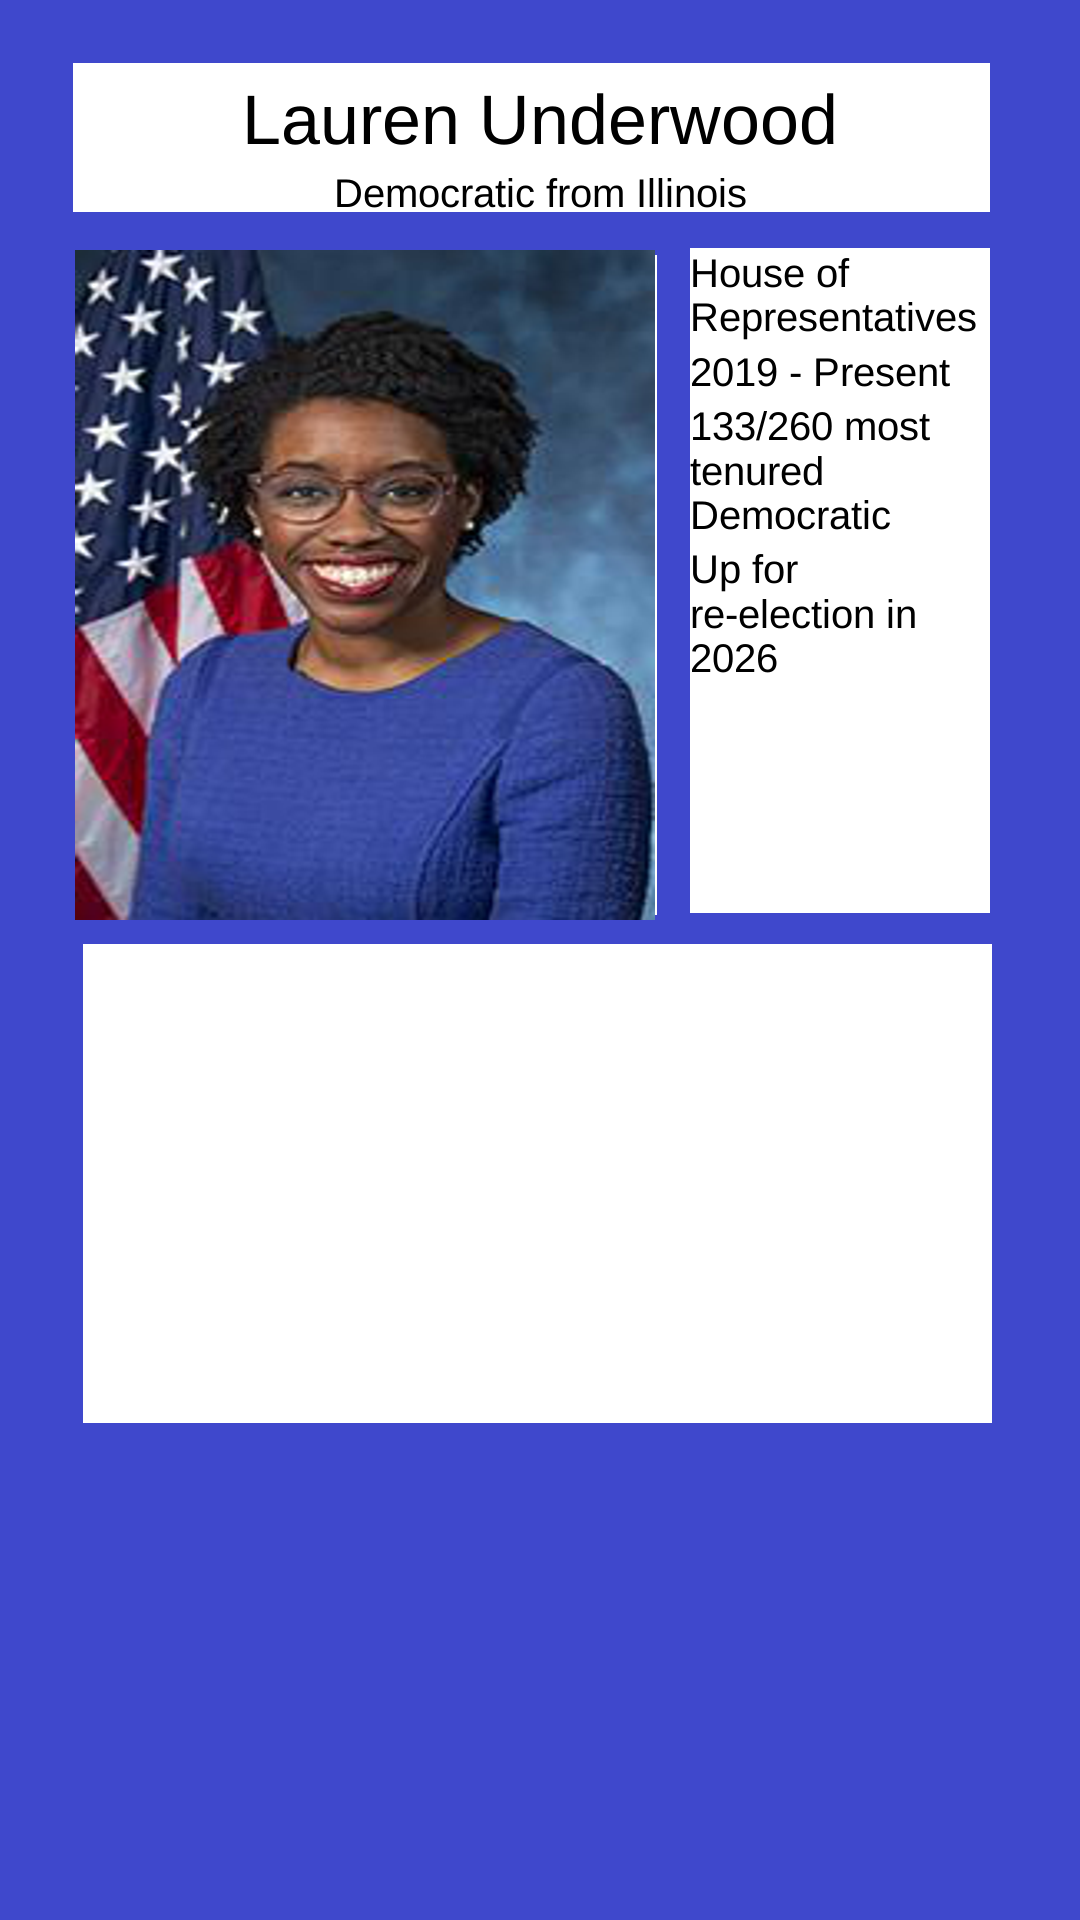 Lauren Underwood
Democratic from Illinois
House of
Representatives
2019 - Present
133/260 most
tenured
Democratic
Up for
re-election in
2026